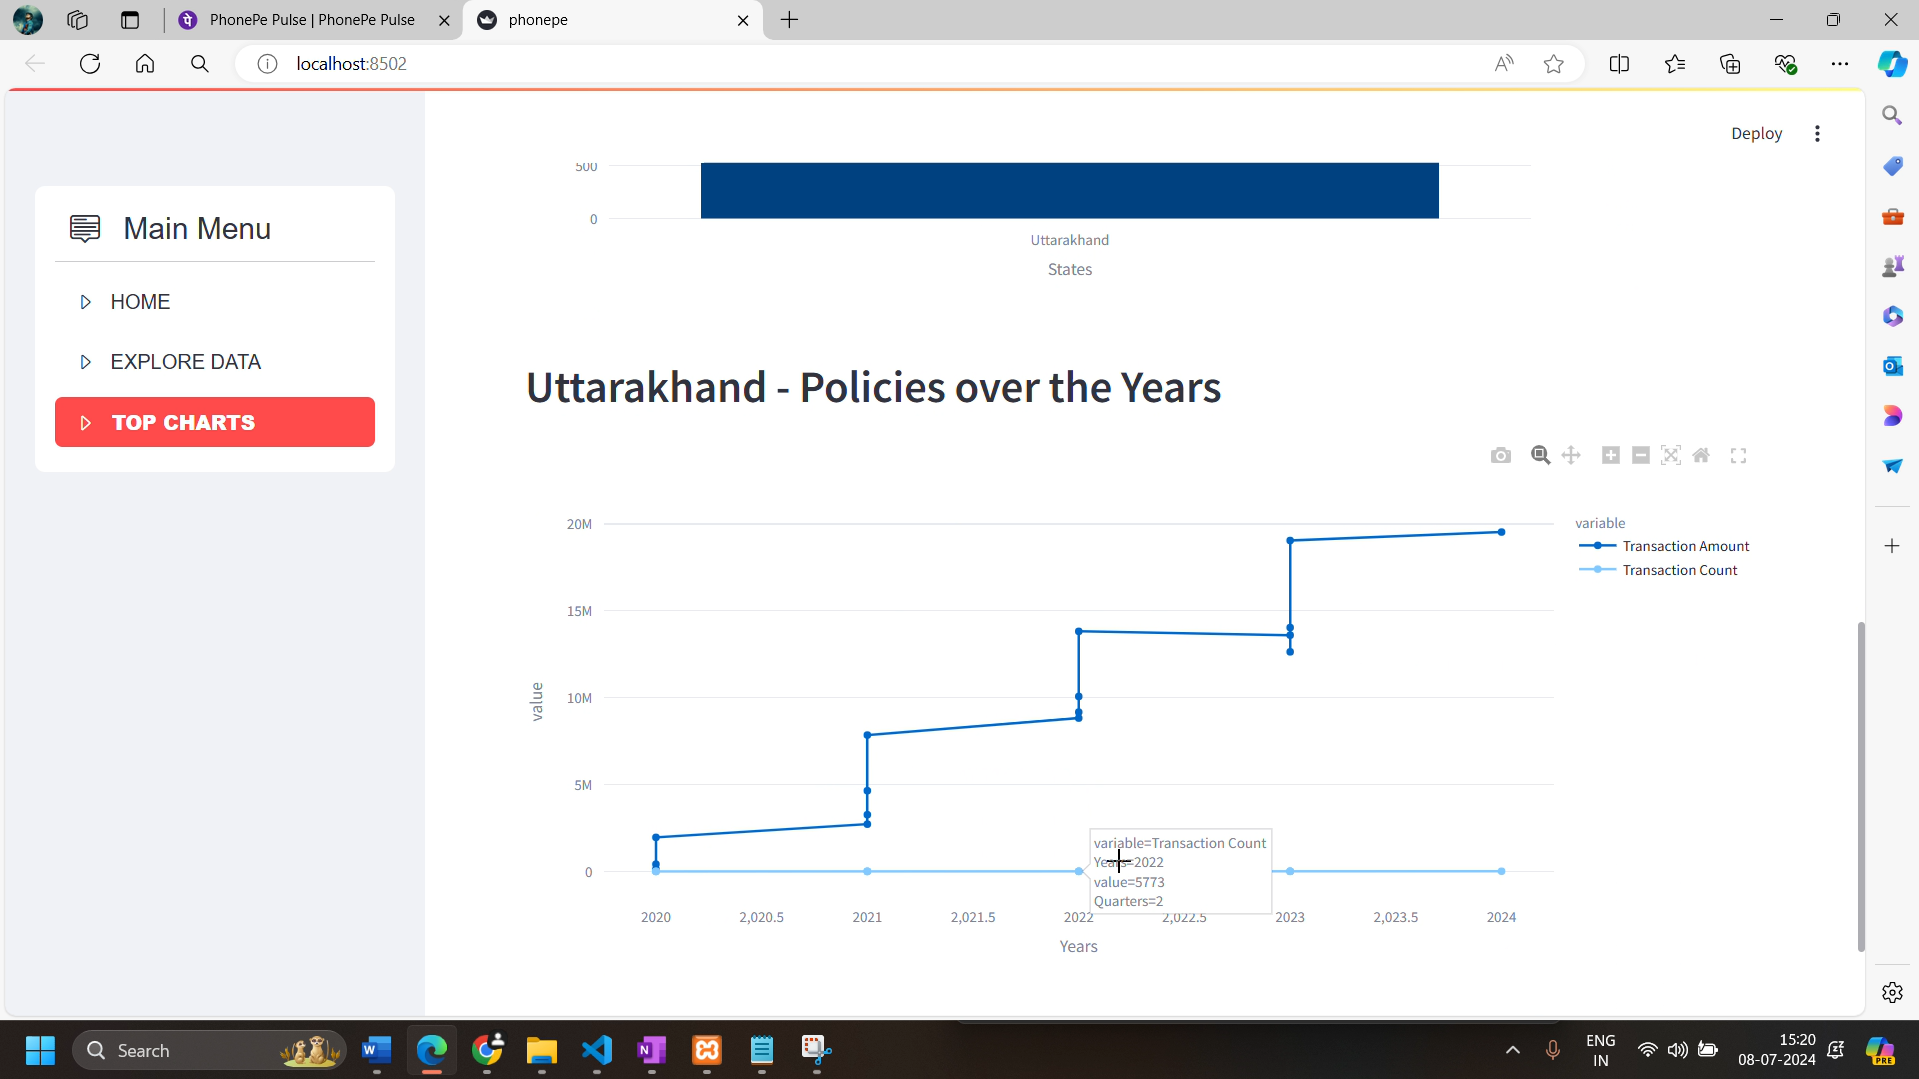 PhonePe Pulse | PhonePe Pulse
phonepe
localhost:8502
Deploy
Main Menu
HOME
EXPLORE DATA
TOP CHARTS
500
0
Uttarakhand
States
Uttarakhand - Policies over the Years
20M
15M
10M
5M
0
value
variable
Transaction Amount
Transaction Count
variable=Transaction Count
Years=2022
value=5773
Quarters=2
2020 2,020.5 2021 2,021.5 2022 2,022.5 2023 2,023.5 2024
Years
Search
ENG
IN
15:20
08-07-2024
PRE